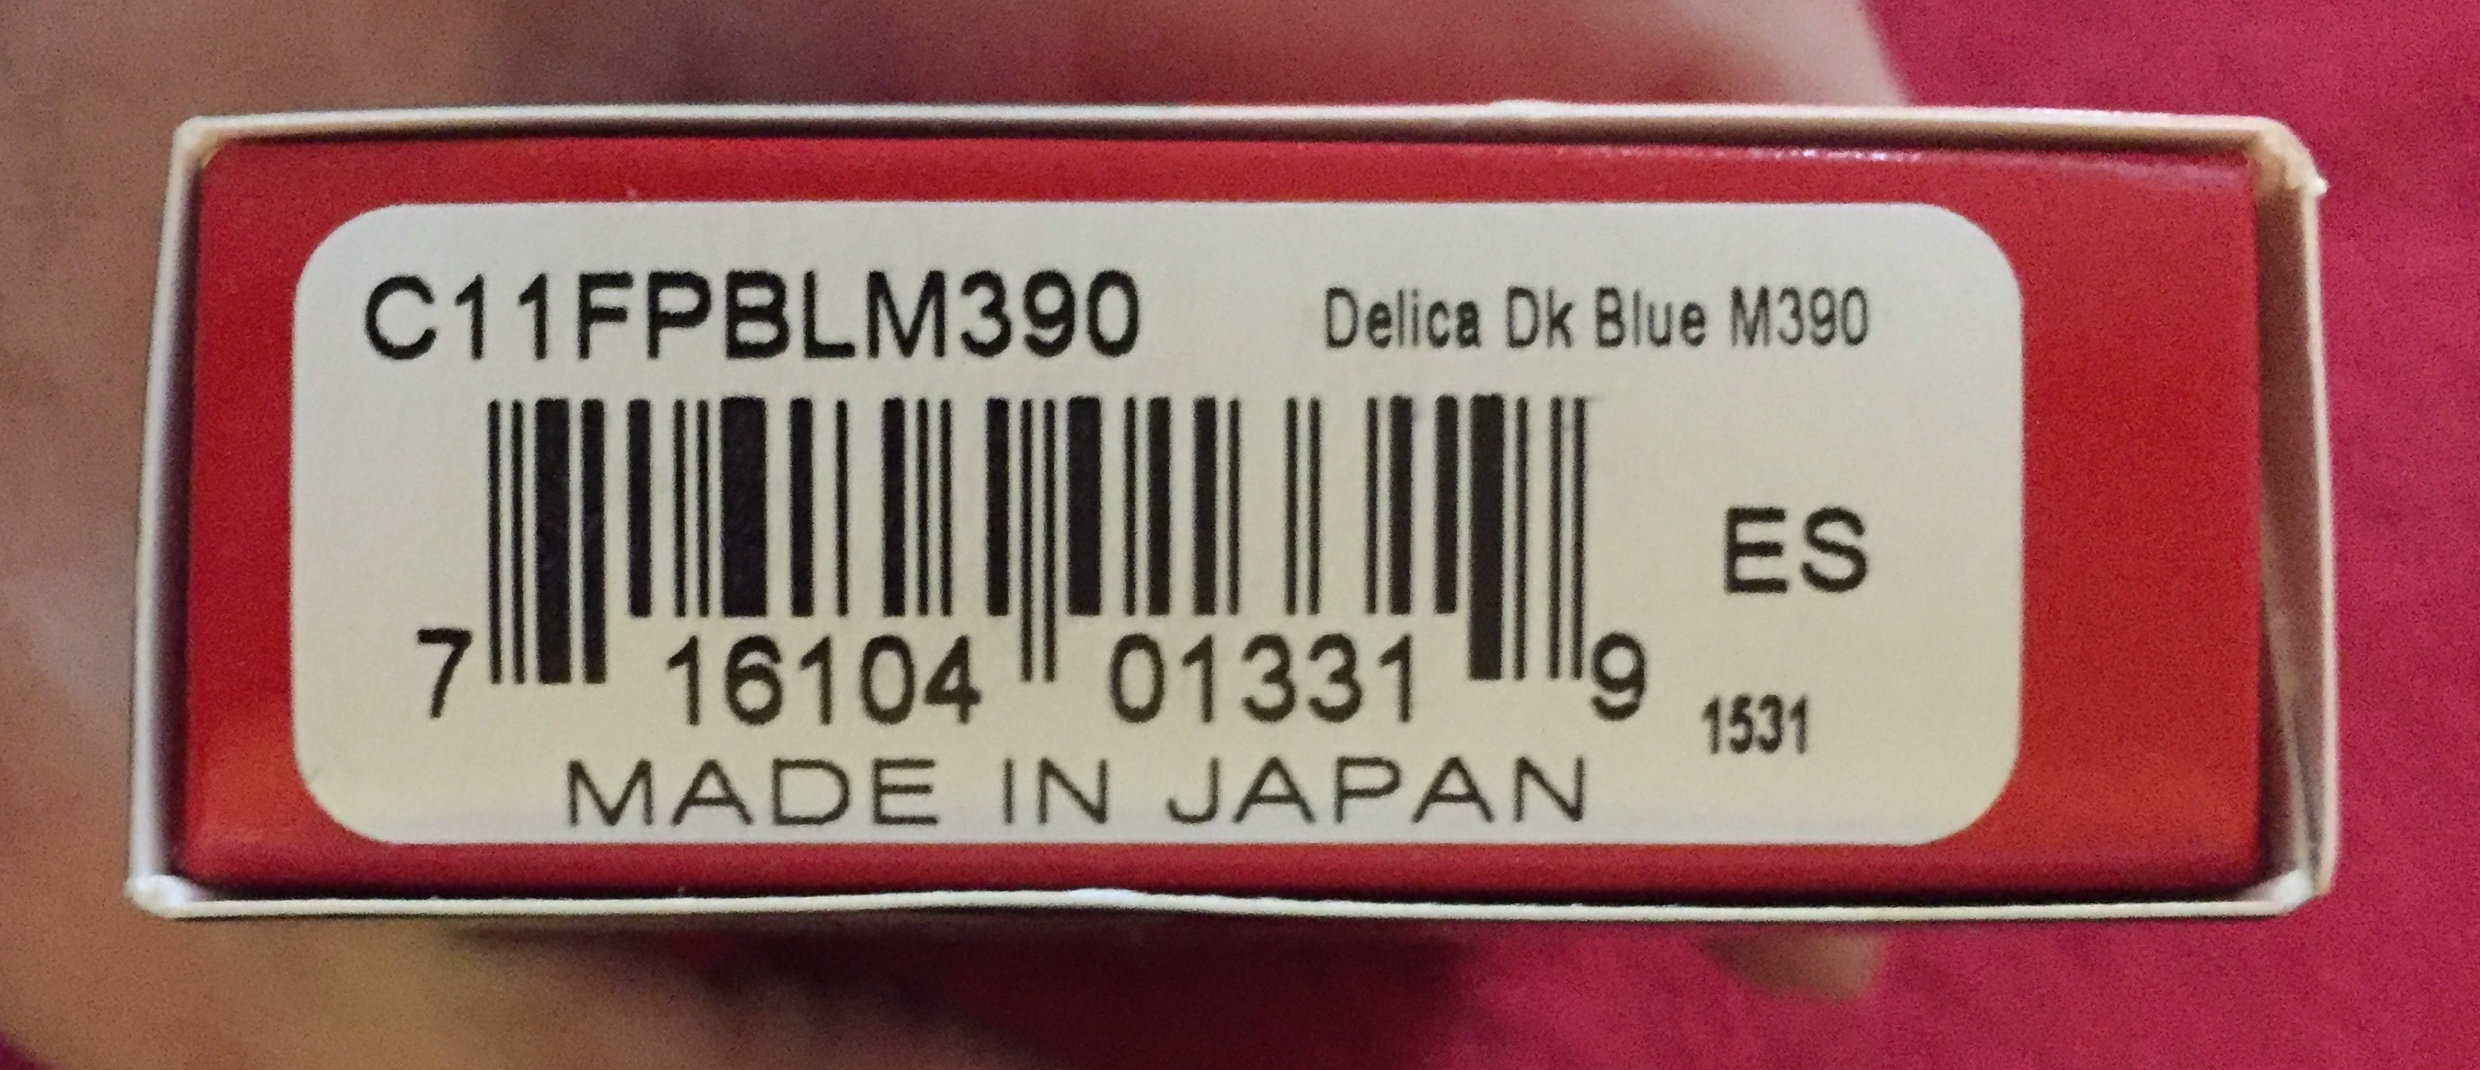 C11FPBLM390 Delica Dk Blue M390
ES
7 16104 01331 9
1531
MADE IN JAPAN